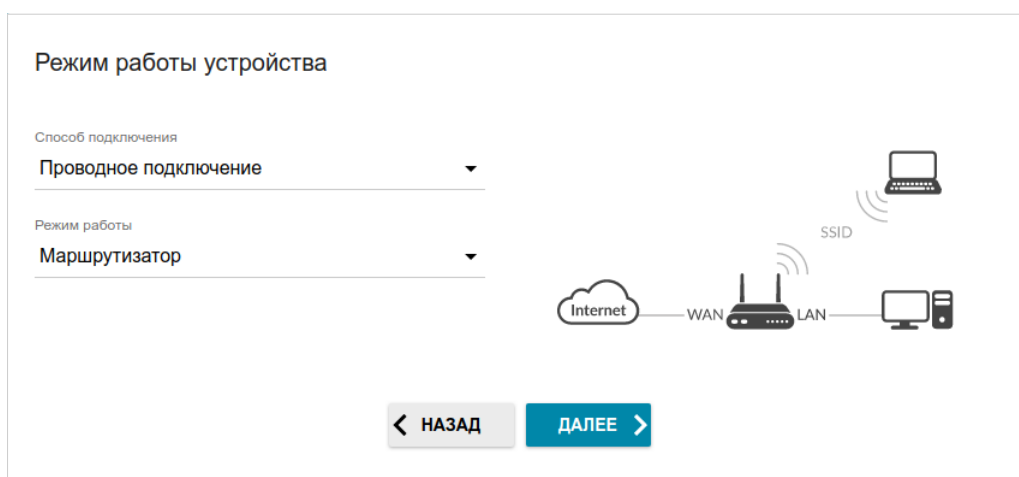 Режим работы устройства
Способ подключения
Проводное подключение
Режим работы
Маршрутизатор
SSID
Internet
WAN
LAN
НАЗАД
ДАЛЕЕ